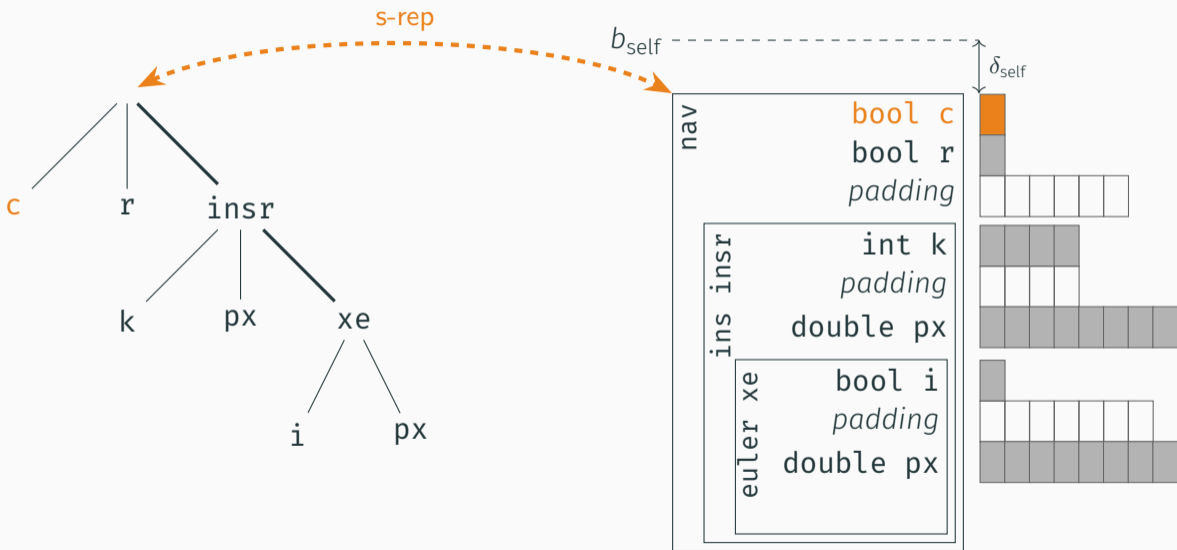 s-rep
b_self
δ_self
c
r
insr
k
px
xe
i
px
nav
bool c
bool r
padding
ins insr
int k
padding
double px
euler xe
bool i
padding
double px